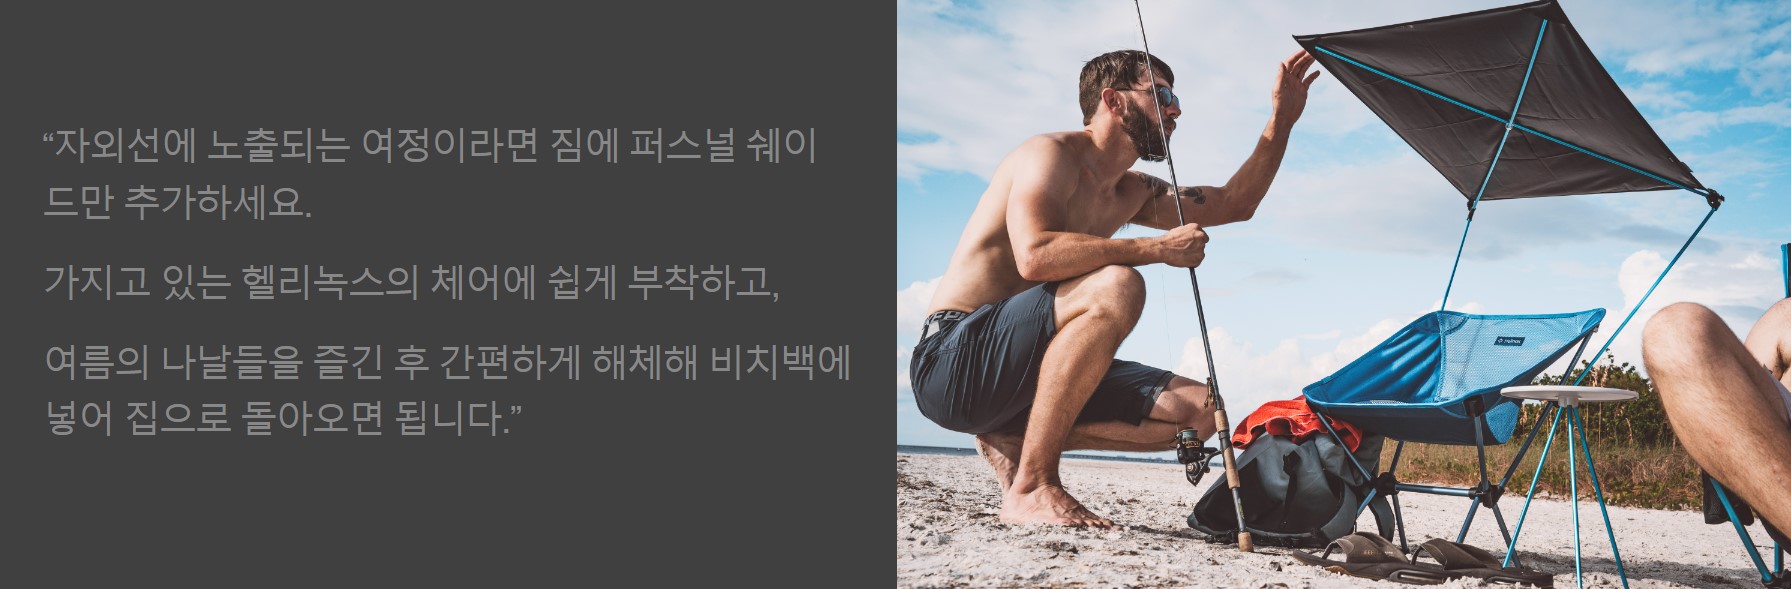 “자외선에 노출되는 여정이라면 짐에 퍼스널 쉐이
드만 추가하세요.
가지고 있는 헬리녹스의 체어에 쉽게 부착하고,
여름의 나날들을 즐긴 후 간편하게 해체해 비치백에
넣어 집으로 돌아오면 됩니다.”
Helinox